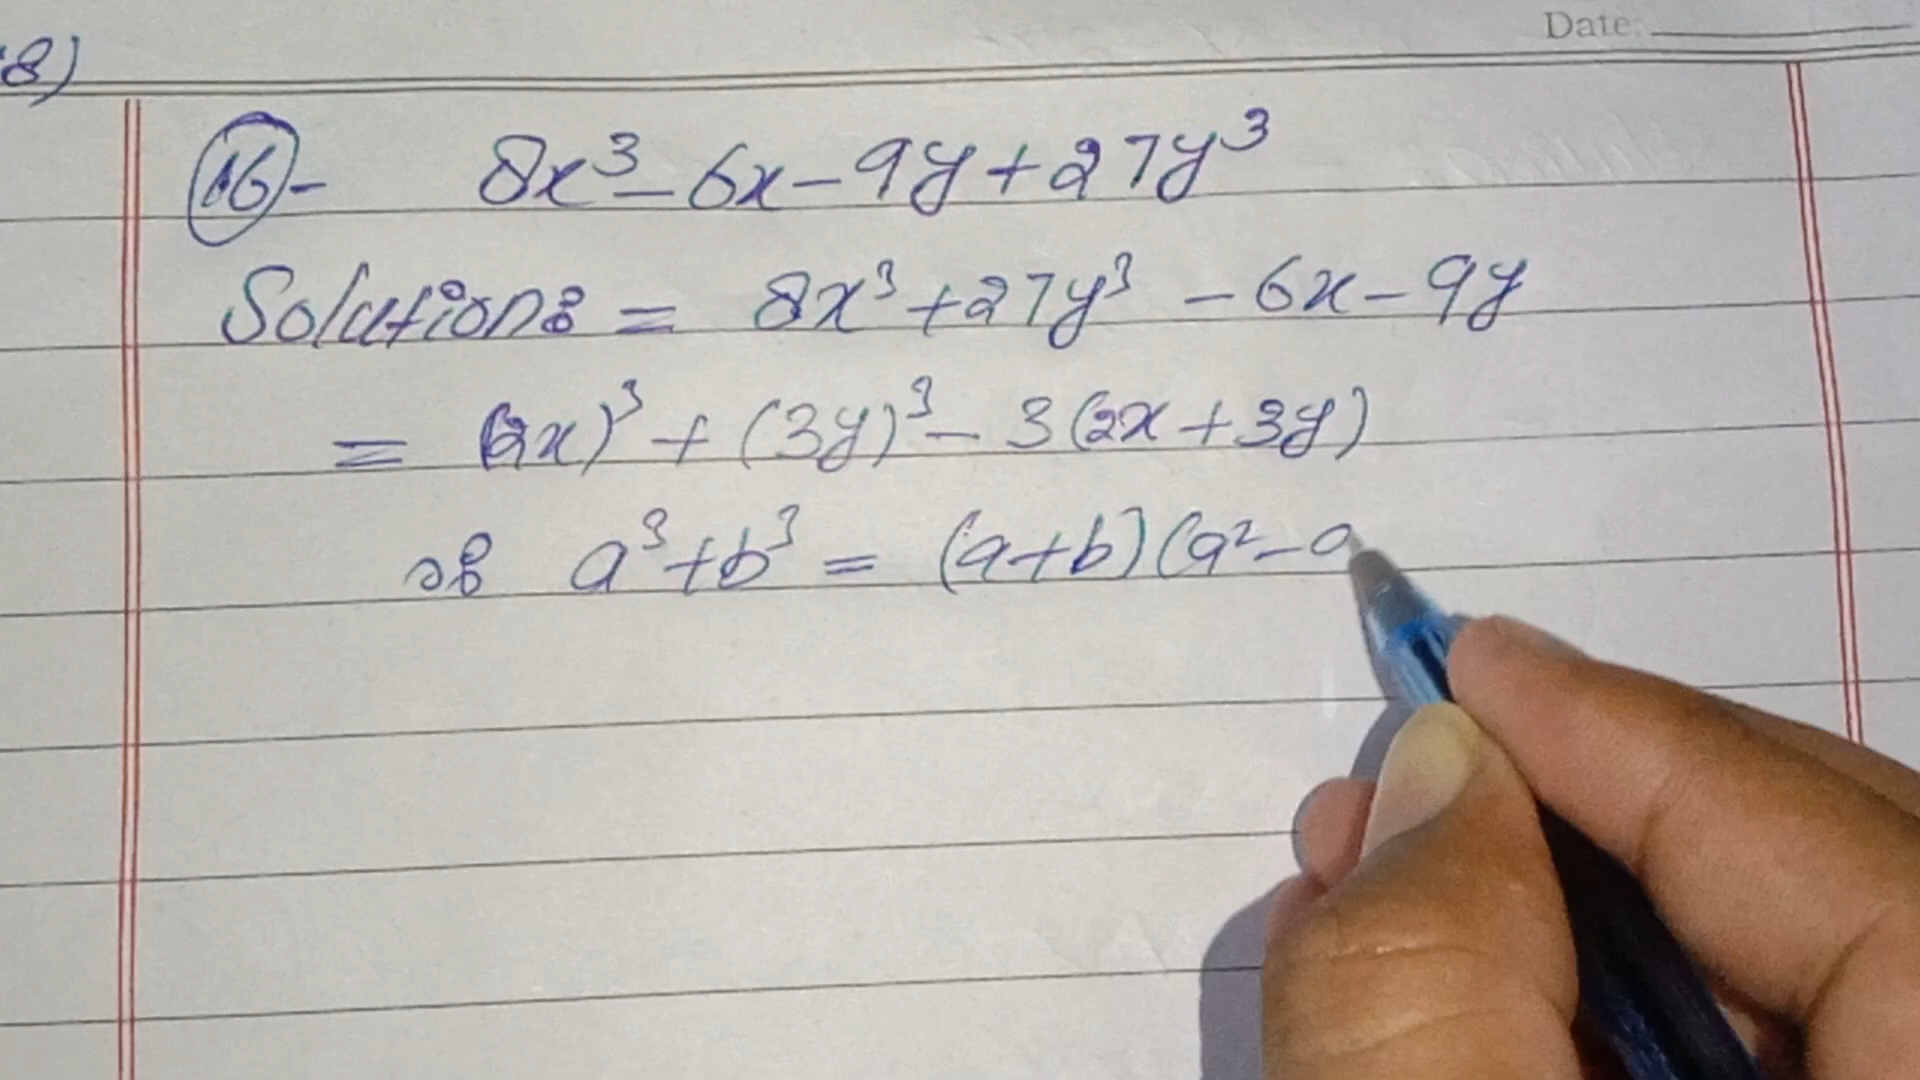 Date:
8)
16- 8x³-6x-9y+27y³
Solution: = 8x³+27y³ -6x-9y
= (2x)³+(3y)³-3(2x+3y)
a³+b³ = (a+b)(a²-a